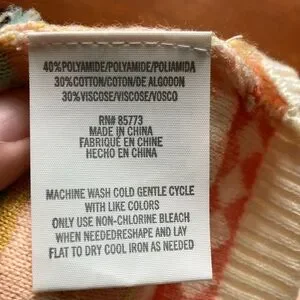 40%POLYAMIDE/POLYAMIDE/POLIAMIDA
30%COTTON/COTON/DE ALGODON
30%VISCOSE/VISCOSE/VOSCO
RN# 85773
MADE IN CHINA
FABRIQUÉ EN CHINE
HECHO EN CHINA
MACHINE WASH COLD GENTLE CYCLE
WITH LIKE COLORS
ONLY USE NON-CHLORINE BLEACH
WHEN NEEDEDRESHAPE and LAY
FLAT TO DRY COOL IRON AS NEEDED